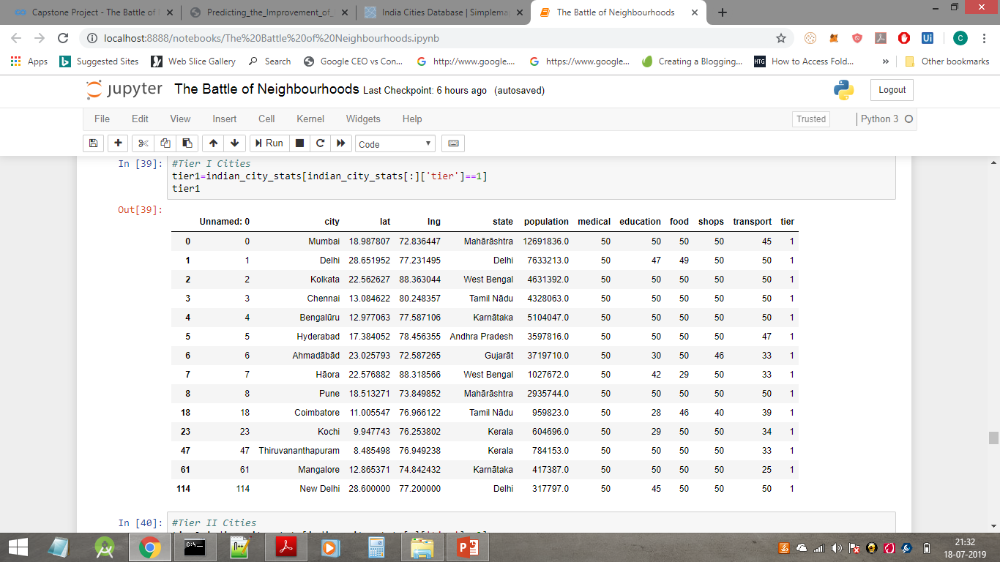 Capstone Project - The Battle of
Predicting_the_Improvement_of_
India Cities Database | Simplema
The Battle of Neighbourhoods
localhost:8888/notebooks/The%20Battle%20of%20Neighbourhoods.ipynb
Apps Suggested Sites Web Slice Gallery Search Google CEO vs Con... http://www.google.... https://www.google... Creating a Blogging... HTG How to Access Fold... » Other bookmarks
jupyter The Battle of Neighbourhoods Last Checkpoint: 6 hours ago (autosaved) Logout
File Edit View Insert Cell Kernel Widgets Help Trusted Python 3
Run Code
In [39]: #Tier I Cities
tier1=indian_city_stats[indian_city_stats[:]['tier']==1]
tier1
Out[39]:
Unnamed: 0 city lat lng state population medical education food shops transport tier
0 0 Mumbai 18.987807 72.836447 Mahārāshtra 12691836.0 50 50 50 50 45 1
1 1 Delhi 28.651952 77.231495 Delhi 7633213.0 50 47 49 50 50 1
2 2 Kolkata 22.562627 88.363044 West Bengal 4631392.0 50 50 50 50 50 1
3 3 Chennai 13.084622 80.248357 Tamil Nādu 4328063.0 50 50 50 50 50 1
4 4 Bengalūru 12.977063 77.587106 Karnātaka 5104047.0 50 50 50 50 50 1
5 5 Hyderabad 17.384052 78.456355 Andhra Pradesh 3597816.0 50 50 50 50 47 1
6 6 Ahmadābād 23.025793 72.587265 Gujarāt 3719710.0 50 30 50 46 33 1
7 7 Hāora 22.576882 88.318566 West Bengal 1027672.0 50 42 29 50 33 1
8 8 Pune 18.513271 73.849852 Mahārāshtra 2935744.0 50 50 50 50 50 1
18 18 Coimbatore 11.005547 76.966122 Tamil Nādu 959823.0 50 28 46 40 39 1
23 23 Kochi 9.947743 76.253802 Kerala 604696.0 50 29 50 50 34 1
47 47 Thiruvananthapuram 8.485498 76.949238 Kerala 784153.0 50 50 50 50 33 1
61 61 Mangalore 12.865371 74.842432 Karnātaka 417387.0 50 50 50 50 25 1
114 114 New Delhi 28.600000 77.200000 Delhi 317797.0 50 45 50 50 50 1
In [40]: #Tier II Cities
21:32
18-07-2019